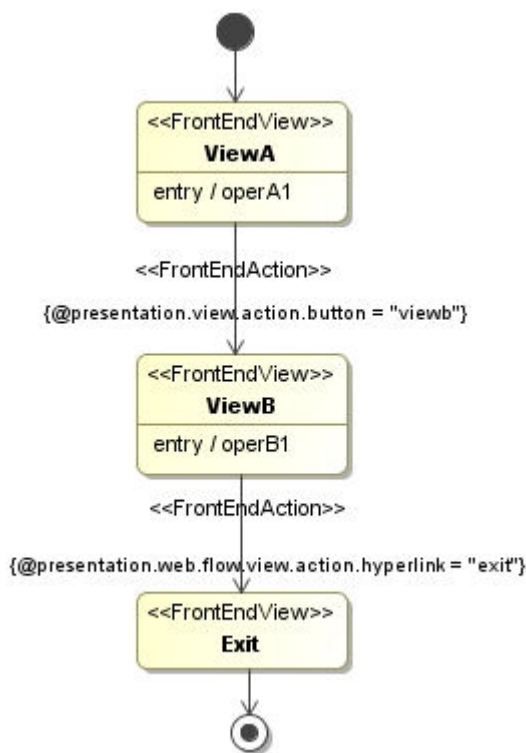 <<FrontEndView>>
ViewA
entry / operA1
<<FrontEndAction>>
{@presentation.view.action.button = "viewb"}
<<FrontEndView>>
ViewB
entry / operB1
<<FrontEndAction>>
{@presentation.web.flow.view.action.hyperlink = "exit"}
<<FrontEndView>>
Exit